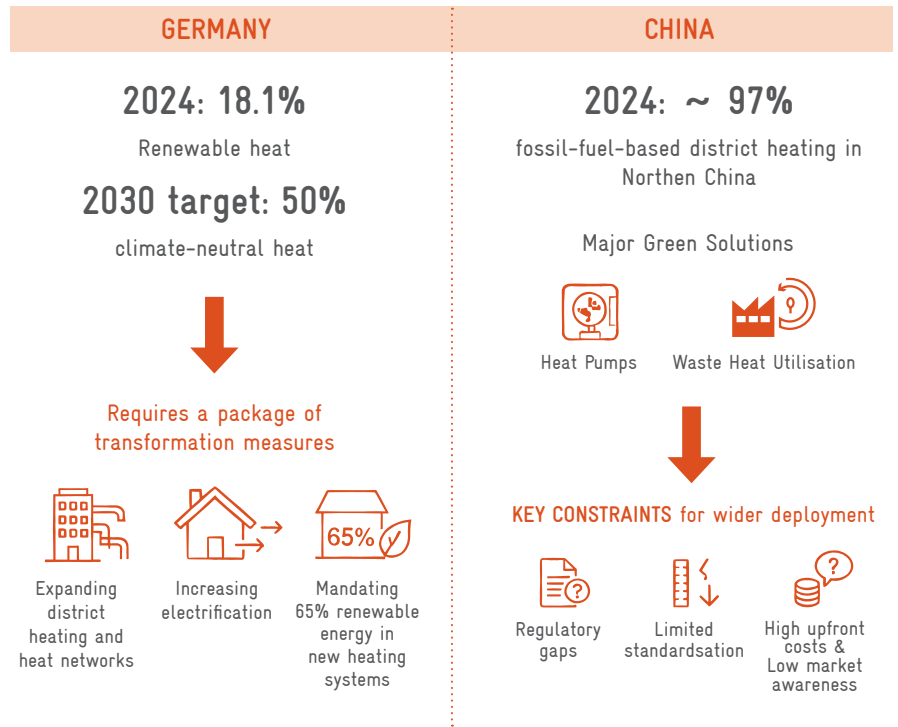 GERMANY
2024: 18.1%
Renewable heat
2030 target: 50%
climate-neutral heat
Requires a package of
transformation measures
Expanding
district
heating and
heat networks
Increasing
electrification
65%
Mandating
65% renewable
energy in
new heating
systems
CHINA
2024: ~ 97%
fossil-fuel-based district heating in
Northen China
Major Green Solutions
Heat Pumps
Waste Heat Utilisation
KEY CONSTRAINTS for wider deployment
?
Regulatory
gaps
Limited
standardsation
?
High upfront
costs &
Low market
awareness